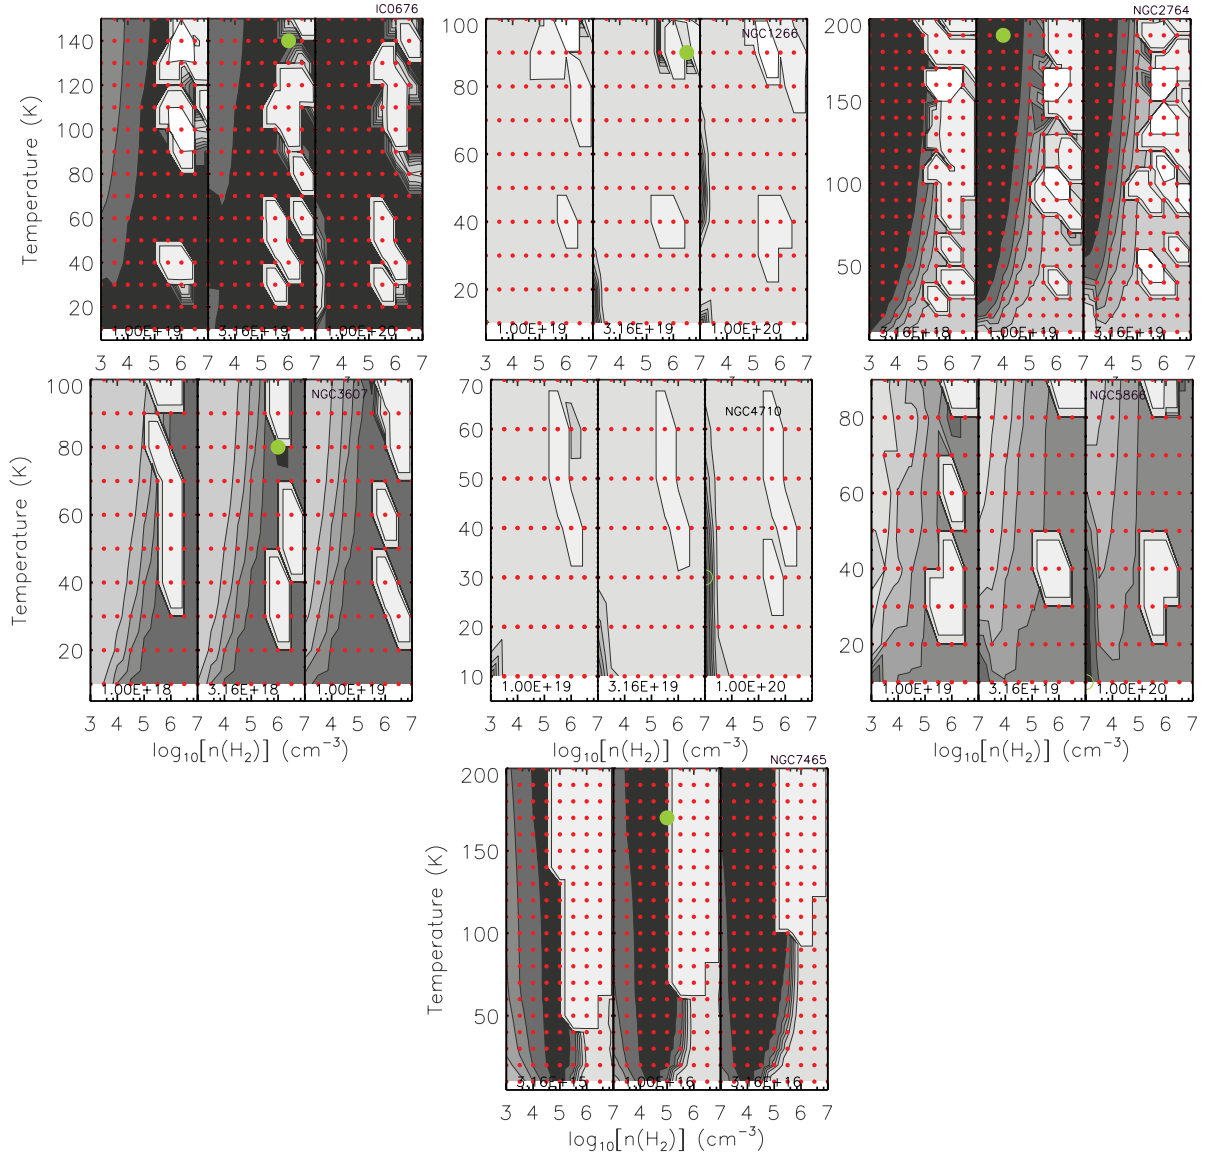 IC0676
NGC1266
NGC2764
Temperature (K)
140
120
100
80
60
40
20
1.00E+19 3.16E+19 1.00E+20
3 4 5 6 7 4 5 6 7 4 5 6 7
100
80
60
40
20
1.00E+19 3.16E+19 1.00E+20
3 4 5 6 7 4 5 6 7 4 5 6 7
200
150
100
50
3.16E+18 1.00E+19 3.16E+19
3 4 5 6 7 4 5 6 7 4 5 6 7
NGC3607
NGC4710
NGC5866
Temperature (K)
100
80
60
40
20
1.00E+18 3.16E+18 1.00E+19
3 4 5 6 7 4 5 6 7 4 5 6 7
log₁₀[n(H₂)] (cm⁻³)
70
60
50
40
30
20
10
1.00E+19 3.16E+19 1.00E+20
3 4 5 6 7 4 5 6 7 4 5 6 7
log₁₀[n(H₂)] (cm⁻³)
80
60
40
20
1.00E+19 3.16E+19 1.00E+20
3 4 5 6 7 4 5 6 7 4 5 6 7
log₁₀[n(H₂)] (cm⁻³)
NGC7465
Temperature (K)
200
150
100
50
3.16E+15 1.00E+16 3.16E+16
3 4 5 6 7 4 5 6 7 4 5 6 7
log₁₀[n(H₂)] (cm⁻³)